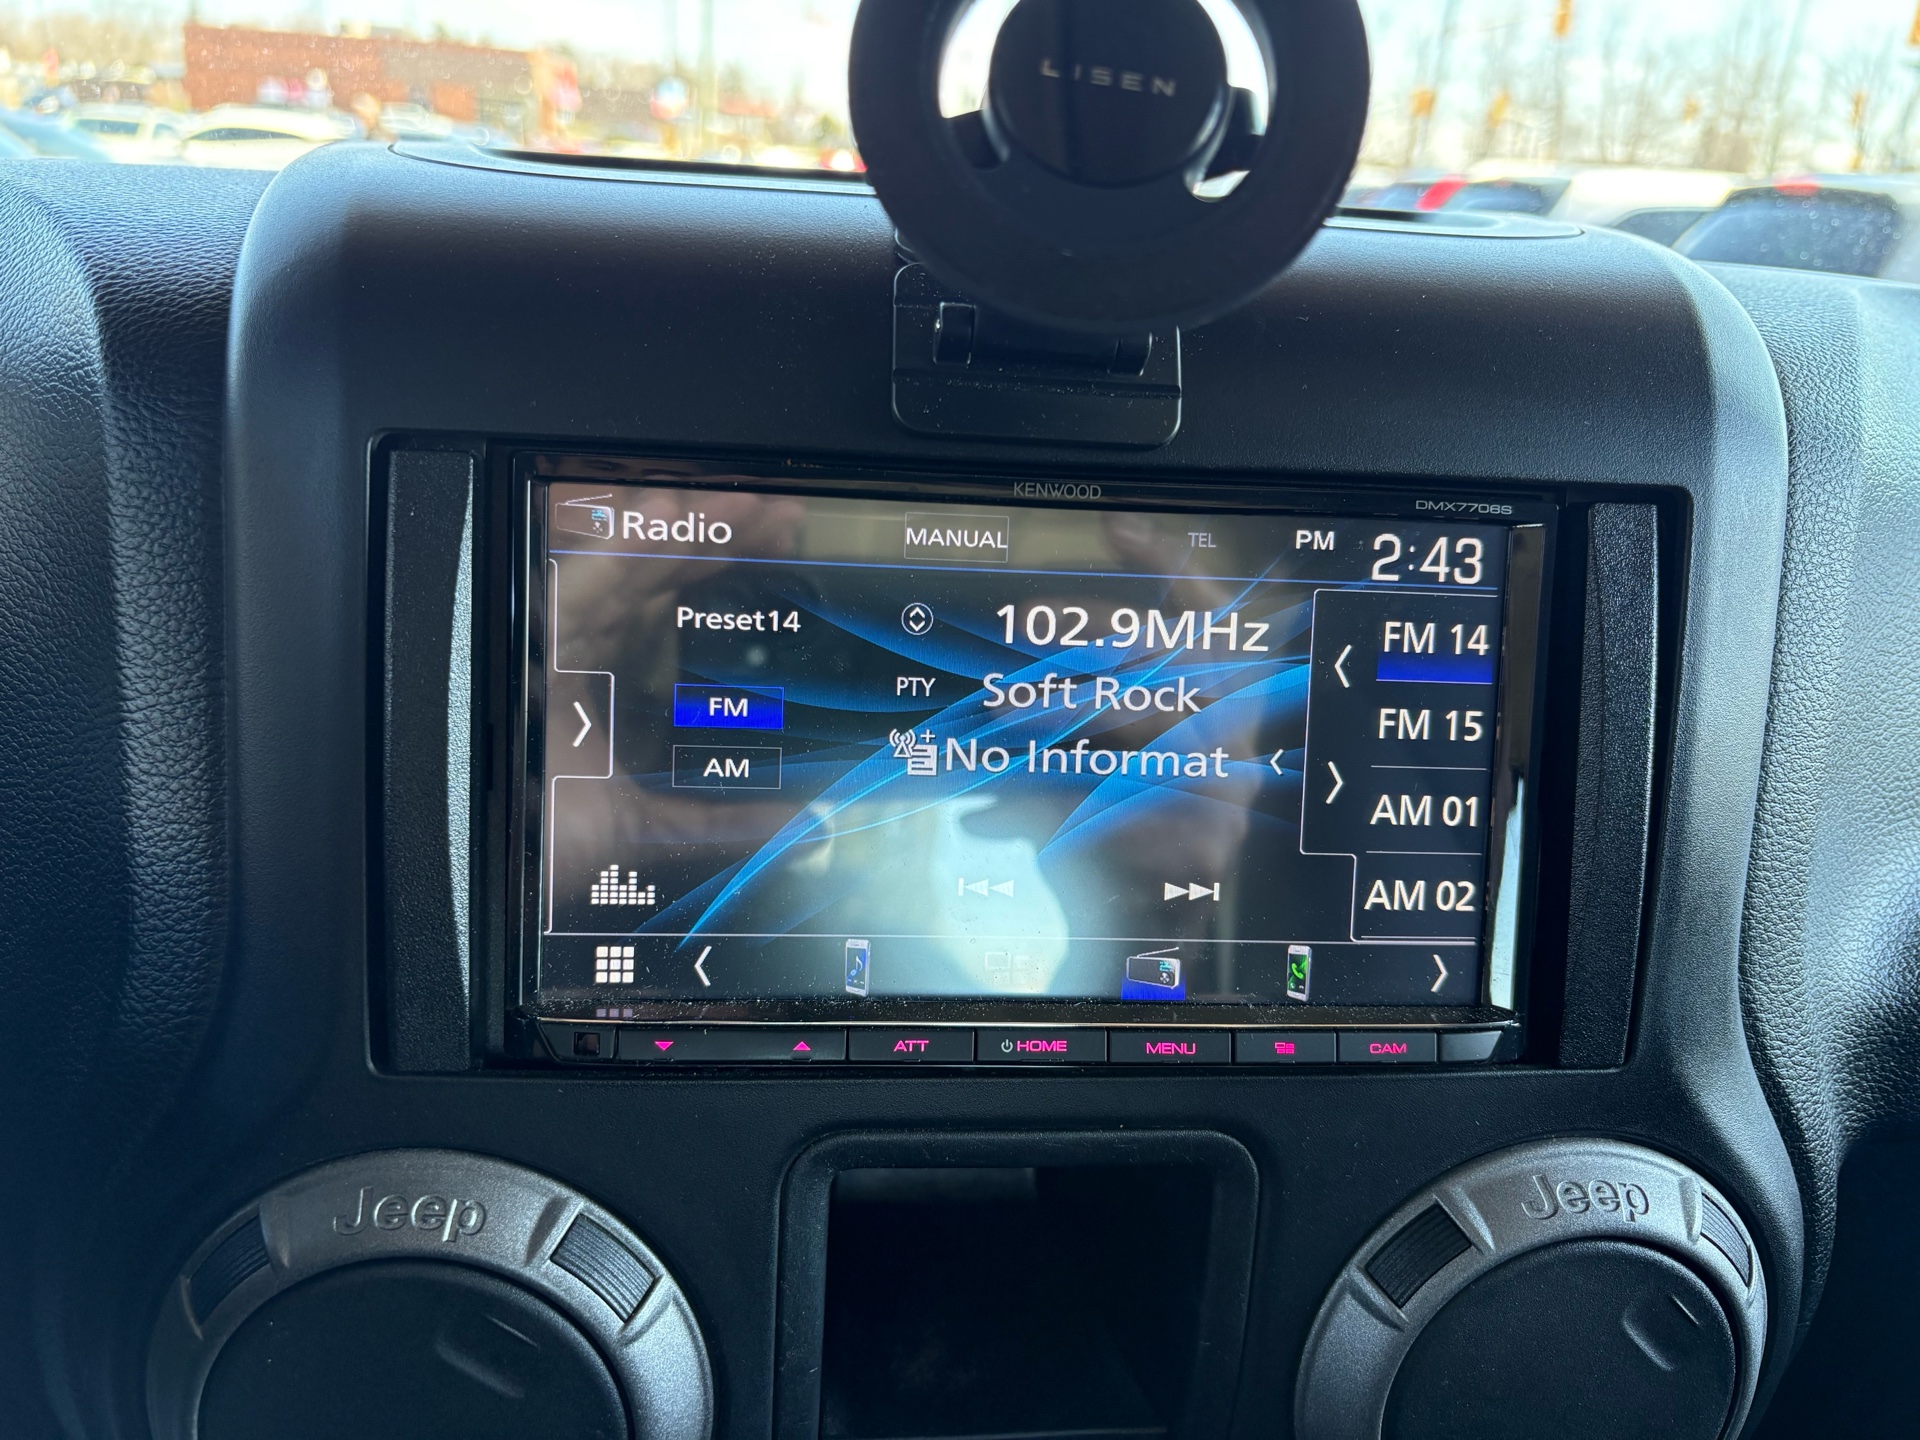 LISEN
KENWOOD
DMX7706S
Radio
MANUAL
TEL
PM 2:43
Preset14
102.9MHz
FM 14
FM
PTY
Soft Rock
FM 15
AM
No Informat
AM 01
AM 02
ATT
HOME
MENU
CAM
Jeep
Jeep